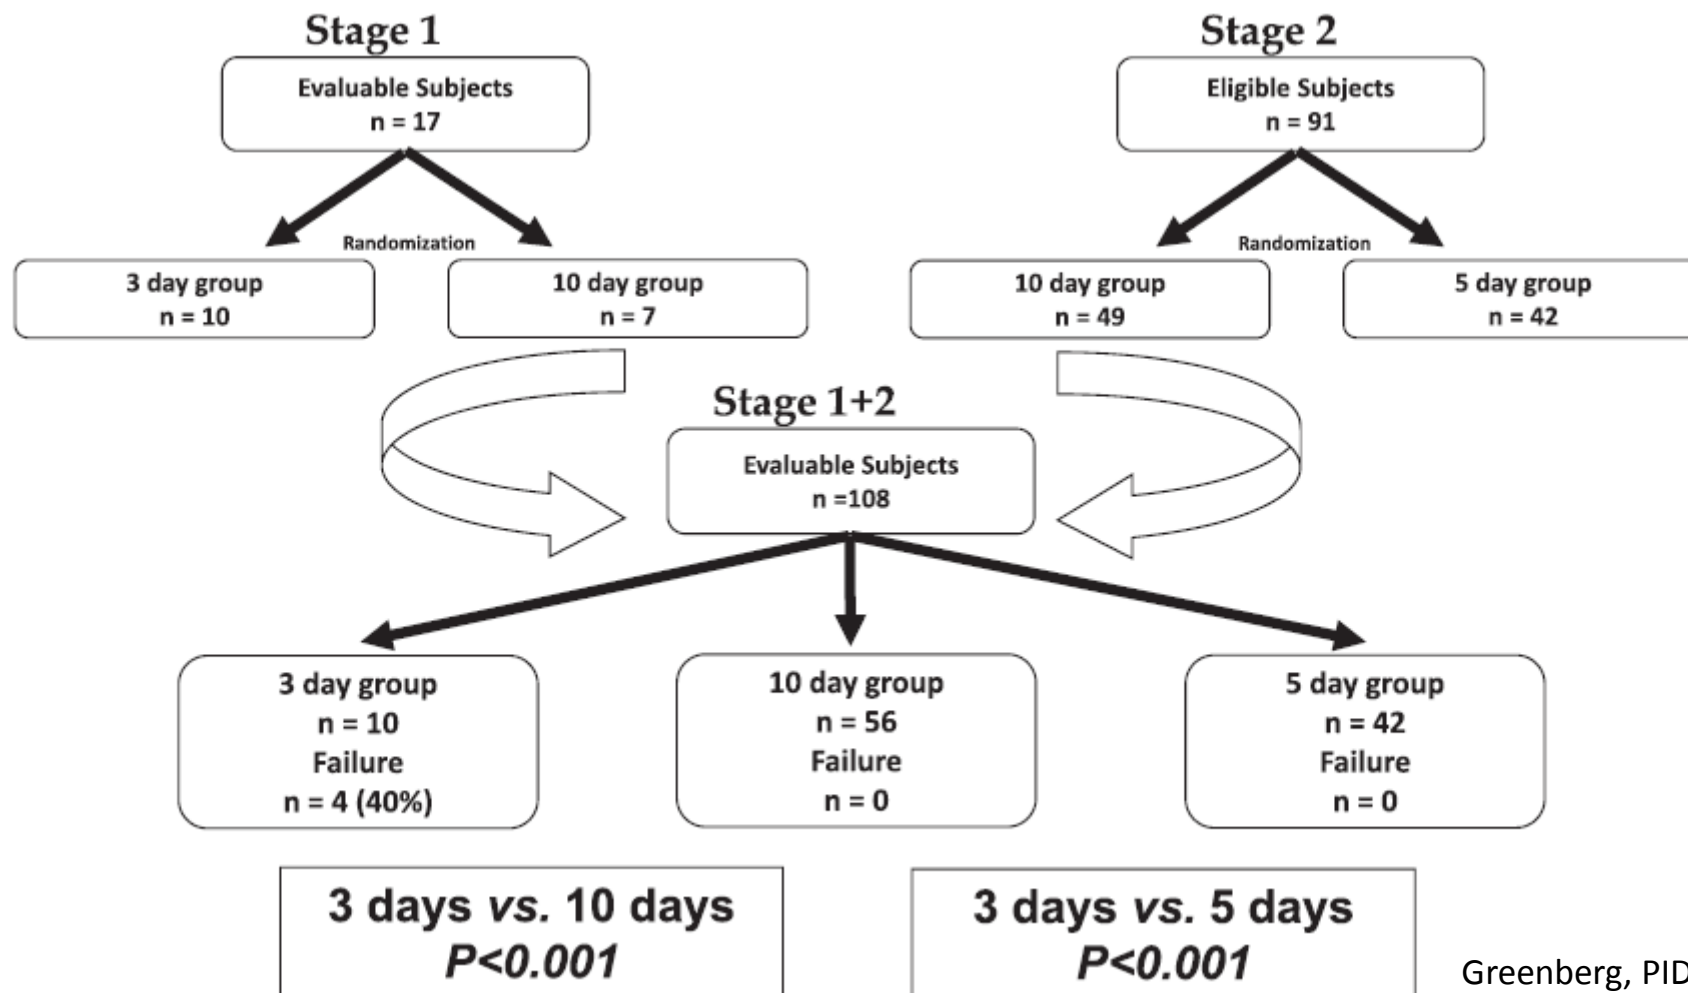 Stage 1
Evaluable Subjects
n = 17
Randomization
3 day group
n = 10
10 day group
n = 7
Stage 2
Eligible Subjects
n = 91
Randomization
10 day group
n = 49
5 day group
n = 42
Stage 1+2
Evaluable Subjects
n =108
3 day group
n = 10
Failure
n = 4 (40%)
10 day group
n = 56
Failure
n = 0
5 day group
n = 42
Failure
n = 0
3 days vs. 10 days
P<0.001
3 days vs. 5 days
P<0.001
Greenberg, PID